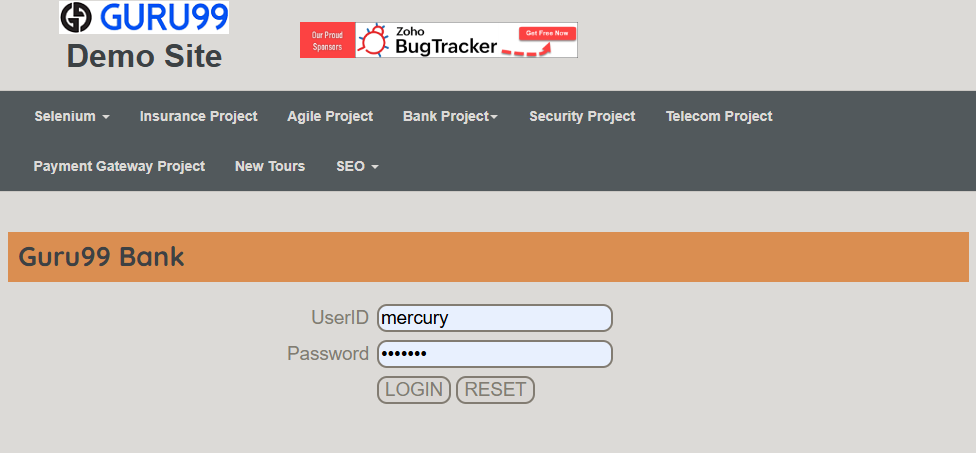 GURU99
Demo Site
Our Proud
Sponsors
Zoho
BugTracker
Get Free Now
Selenium Insurance Project Agile Project Bank Project Security Project Telecom Project
Payment Gateway Project New Tours SEO
Guru99 Bank
UserID mercury
Password •••••••
LOGIN RESET